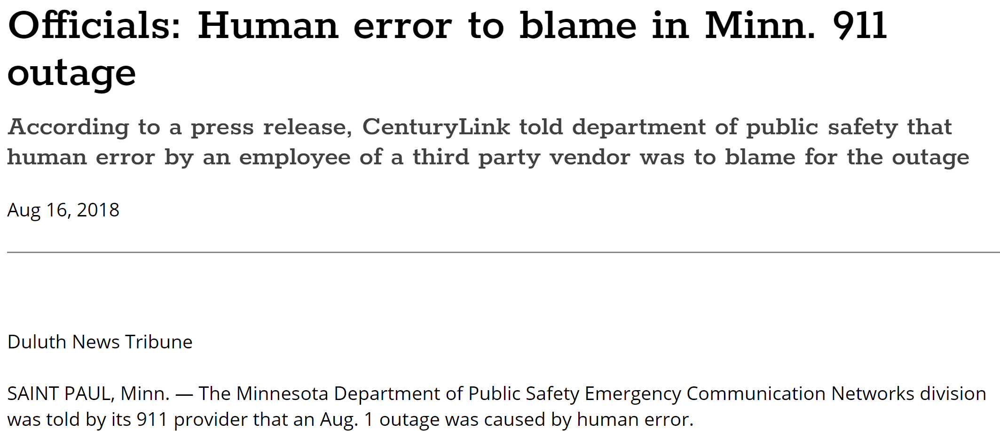 Officials: Human error to blame in Minn. 911
outage
According to a press release, CenturyLink told department of public safety that
human error by an employee of a third party vendor was to blame for the outage
Aug 16, 2018
Duluth News Tribune
SAINT PAUL, Minn. — The Minnesota Department of Public Safety Emergency Communication Networks division
was told by its 911 provider that an Aug. 1 outage was caused by human error.